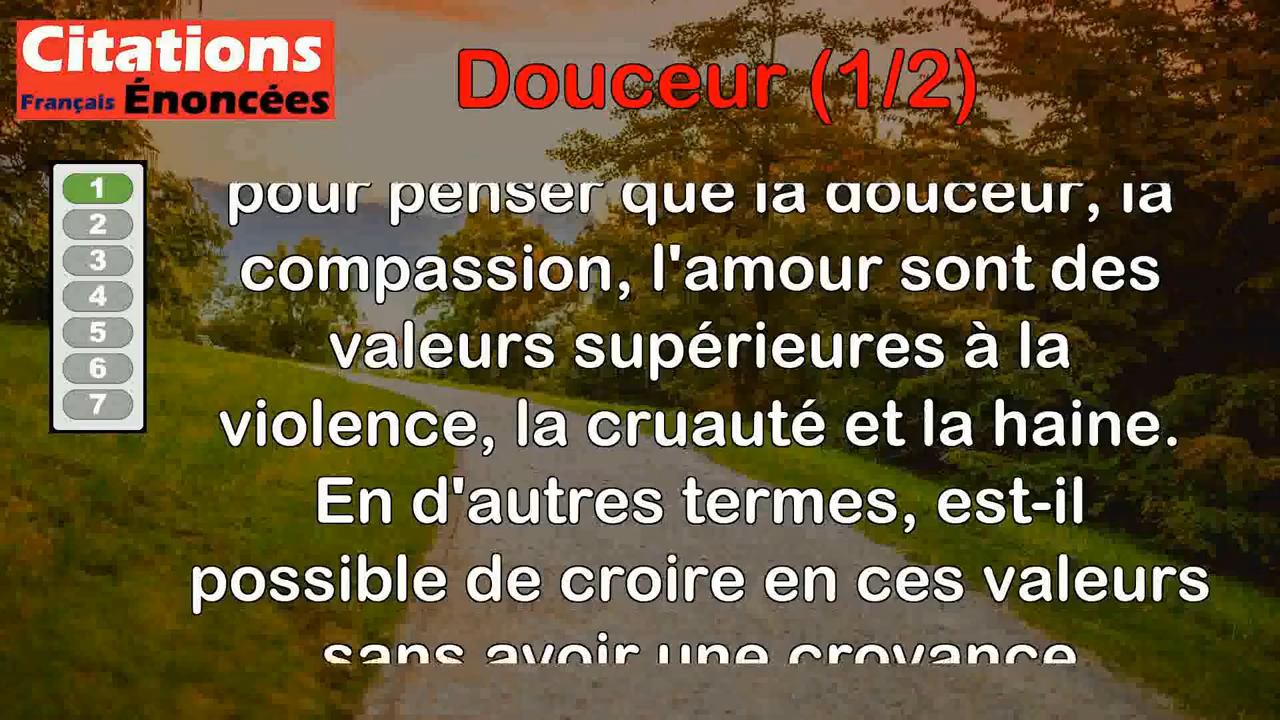 Citations
Français Énoncées
Douceur (1/2)
1
2
3
4
5
6
7
pour penser que la douceur, la
compassion, l'amour sont des
valeurs supérieures à la
violence, la cruauté et la haine.
En d'autres termes, est-il
possible de croire en ces valeurs
sans avoir une croyance